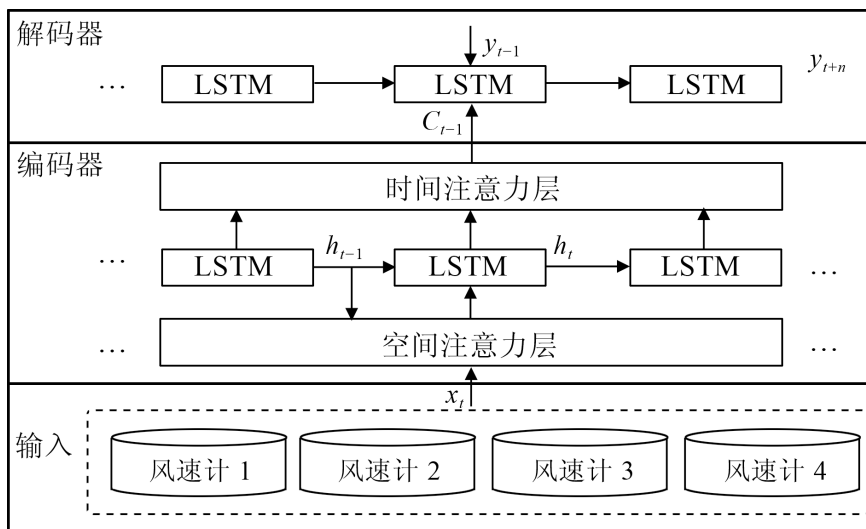 解码器
y_{t-1}
… LSTM LSTM LSTM y_{t+n}
C_{t-1}
编码器
时间注意力层
… LSTM h_{t-1} LSTM h_t LSTM …
… 空间注意力层 …
x_t
输入
风速计 1 风速计 2 风速计 3 风速计 4